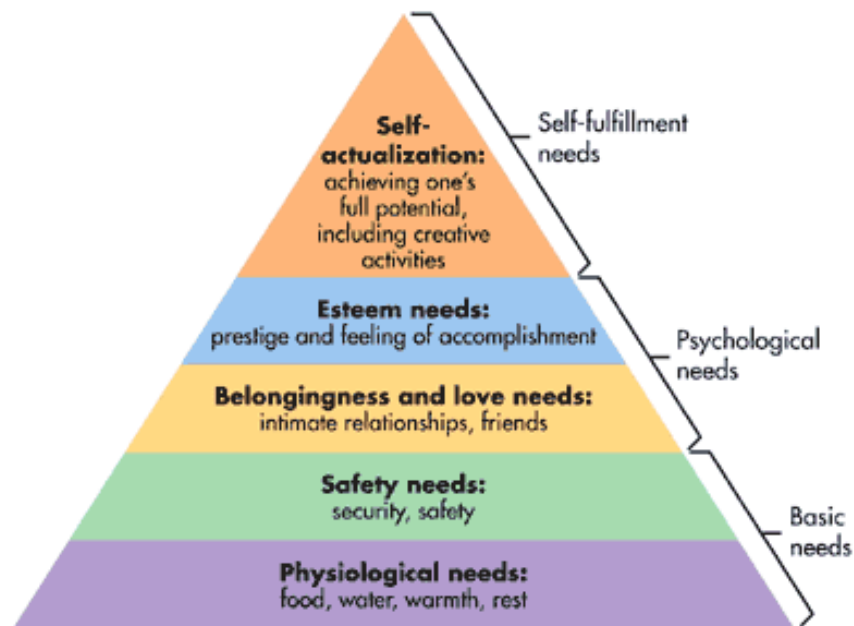 Self-
actualization:
achieving one's
full potential,
including creative
activities
Self-fulfillment
needs
Esteem needs:
prestige and feeling of accomplishment
Psychological
needs
Belongingness and love needs:
intimate relationships, friends
Safety needs:
security, safety
Basic
needs
Physiological needs:
food, water, warmth, rest